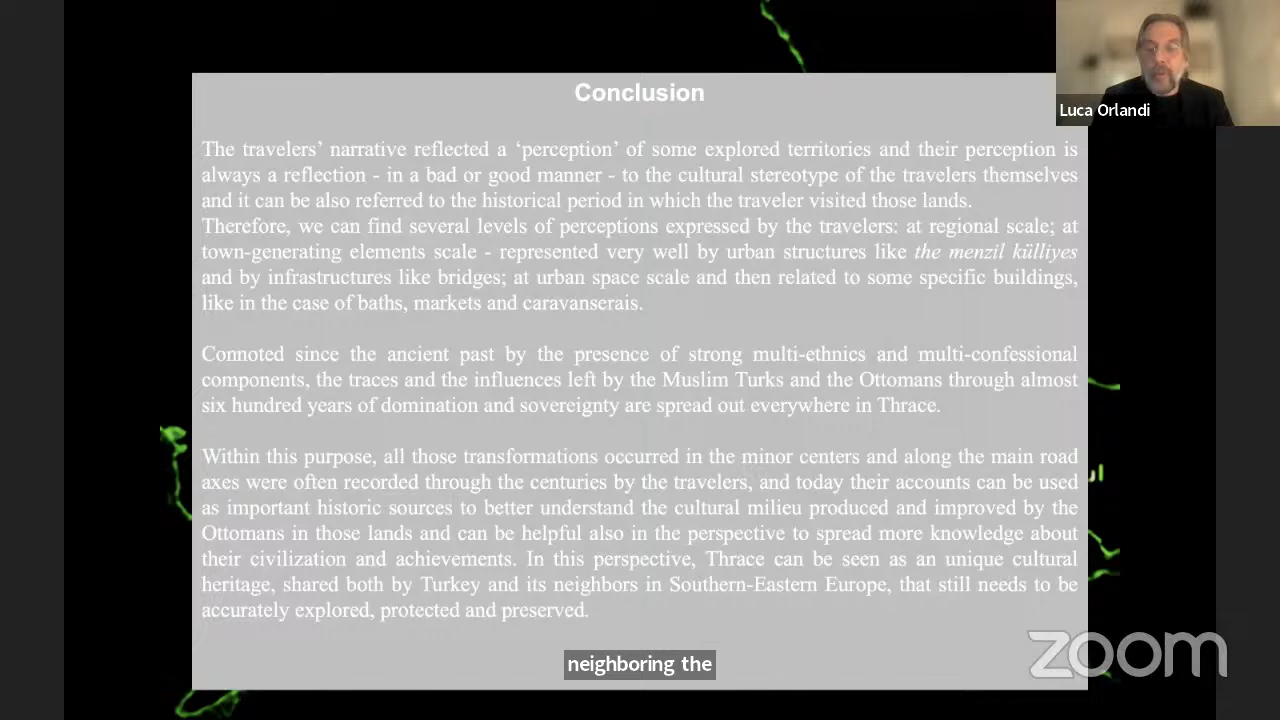 Conclusion
Luca Orlandi
The travelers’ narrative reflected a ‘perception’ of some explored territories and their perception is
always a reflection - in a bad or good manner - to the cultural stereotype of the travelers themselves
and it can be also referred to the historical period in which the traveler visited those lands.
Therefore, we can find several levels of perceptions expressed by the travelers: at regional scale; at
town-generating elements scale - represented very well by urban structures like the menzil külliyes
and by infrastructures like bridges; at urban space scale and then related to some specific buildings,
like in the case of baths, markets and caravanserais.
Connoted since the ancient past by the presence of strong multi-ethnics and multi-confessional
components, the traces and the influences left by the Muslim Turks and the Ottomans through almost
six hundred years of domination and sovereignty are spread out everywhere in Thrace.
Within this purpose, all those transformations occurred in the minor centers and along the main road
axes were often recorded through the centuries by the travelers, and today their accounts can be used
as important historic sources to better understand the cultural milieu produced and improved by the
Ottomans in those lands and can be helpful also in the perspective to spread more knowledge about
their civilization and achievements. In this perspective, Thrace can be seen as an unique cultural
heritage, shared both by Turkey and its neighbors in Southern-Eastern Europe, that still needs to be
accurately explored, protected and preserved.
neighboring the
zoom